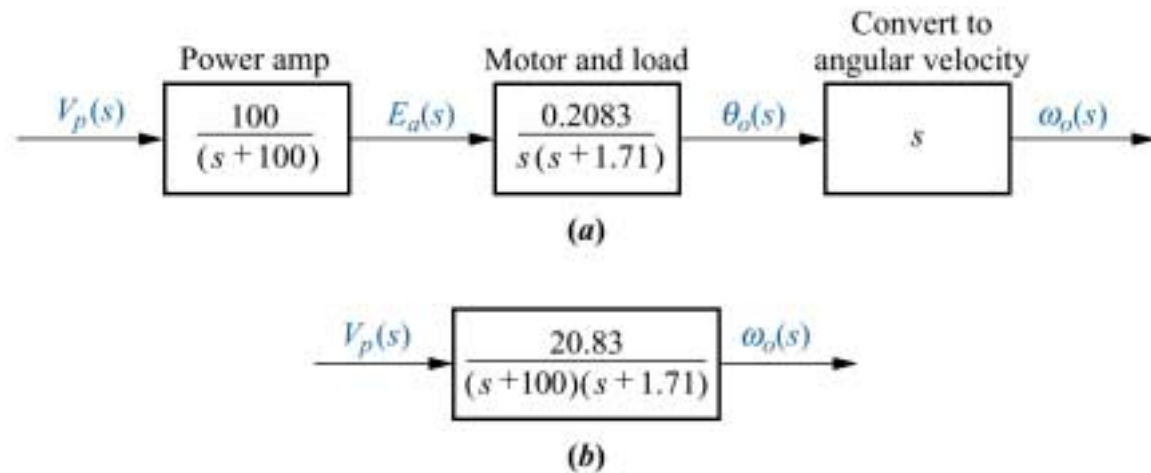 Convert to
Power amp Motor and load angular velocity
V_p(s) 100/(s+100) E_a(s) 0.2083/s(s+1.71) θ_o(s) s ω_o(s)
(a)
V_p(s) 20.83/(s+100)(s+1.71) ω_o(s)
(b)